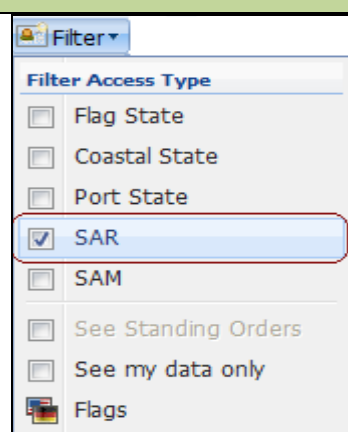 Filter
Filter Access Type
Flag State
Coastal State
Port State
SAR
SAM
See Standing Orders
See my data only
Flags